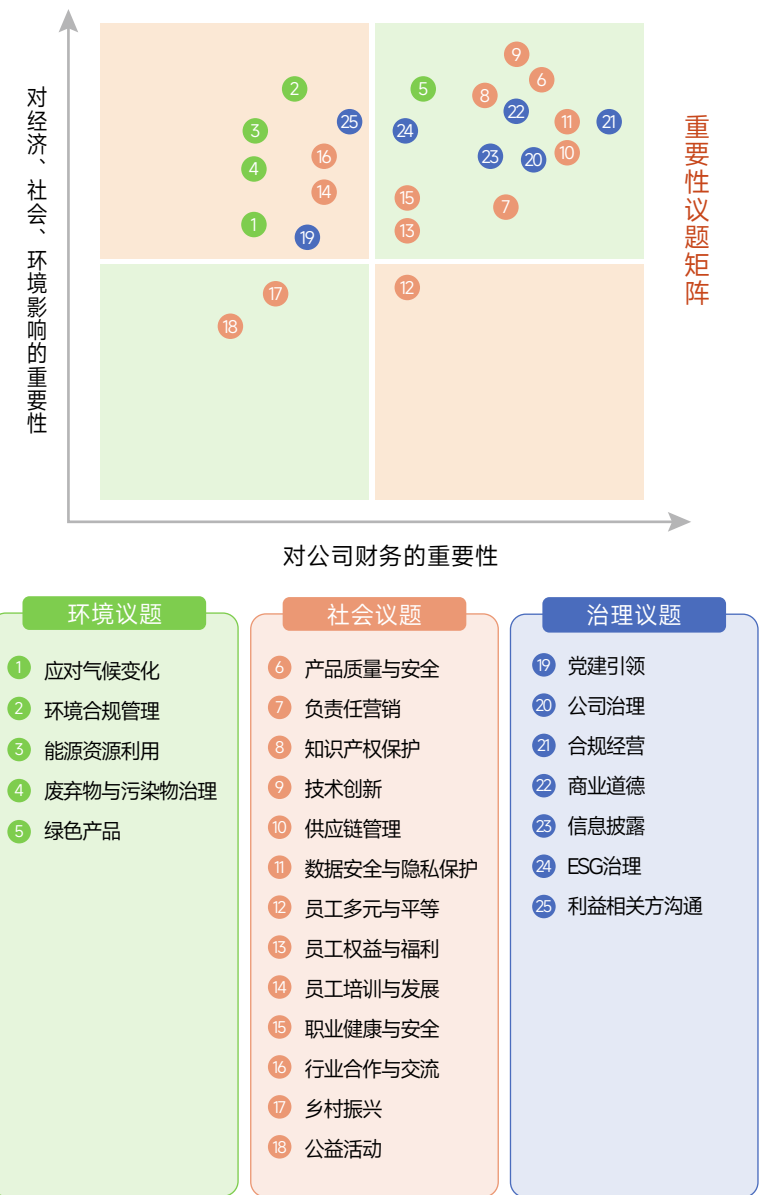 对经济、社会、环境影响的重要性
9
6
2
5
8
22
25
11
21
3
24
16
23
20
10
4
14
15
7
1
13
19
17
12
18
重要性议题矩阵
对公司财务的重要性
环境议题
1 应对气候变化
2 环境合规管理
3 能源资源利用
4 废弃物与污染物治理
5 绿色产品
社会议题
6 产品质量与安全
7 负责任营销
8 知识产权保护
9 技术创新
10 供应链管理
11 数据安全与隐私保护
12 员工多元与平等
13 员工权益与福利
14 员工培训与发展
15 职业健康与安全
16 行业合作与交流
17 乡村振兴
18 公益活动
治理议题
19 党建引领
20 公司治理
21 合规经营
22 商业道德
23 信息披露
24 ESG治理
25 利益相关方沟通